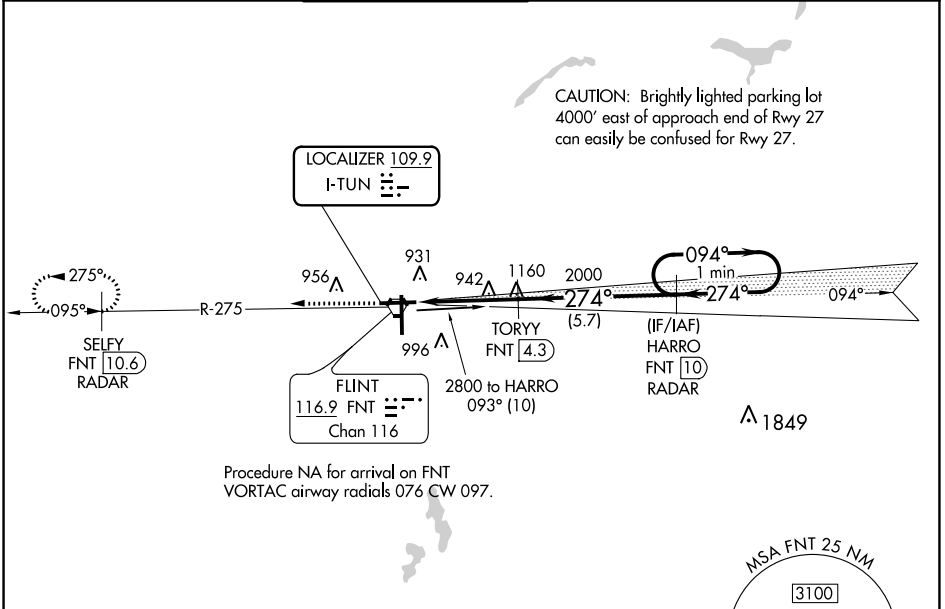 CAUTION: Brightly lighted parking lot
4000' east of approach end of Rwy 27
can easily be confused for Rwy 27.
LOCALIZER 109.9
I-TUN
931
956
942
1160
2000
094°
1 min
274°
274°
(5.7)
094°
275°
095°
R-275
SELFY
FNT 10.6
RADAR
996
TORYY
FNT 4.3
(IF/IAF)
HARRO
FNT 10
RADAR
2800 to HARRO
093° (10)
FLINT
116.9 FNT
Chan 116
1849
Procedure NA for arrival on FNT
VORTAC airway radials 076 CW 097.
MSA FNT 25 NM
3100